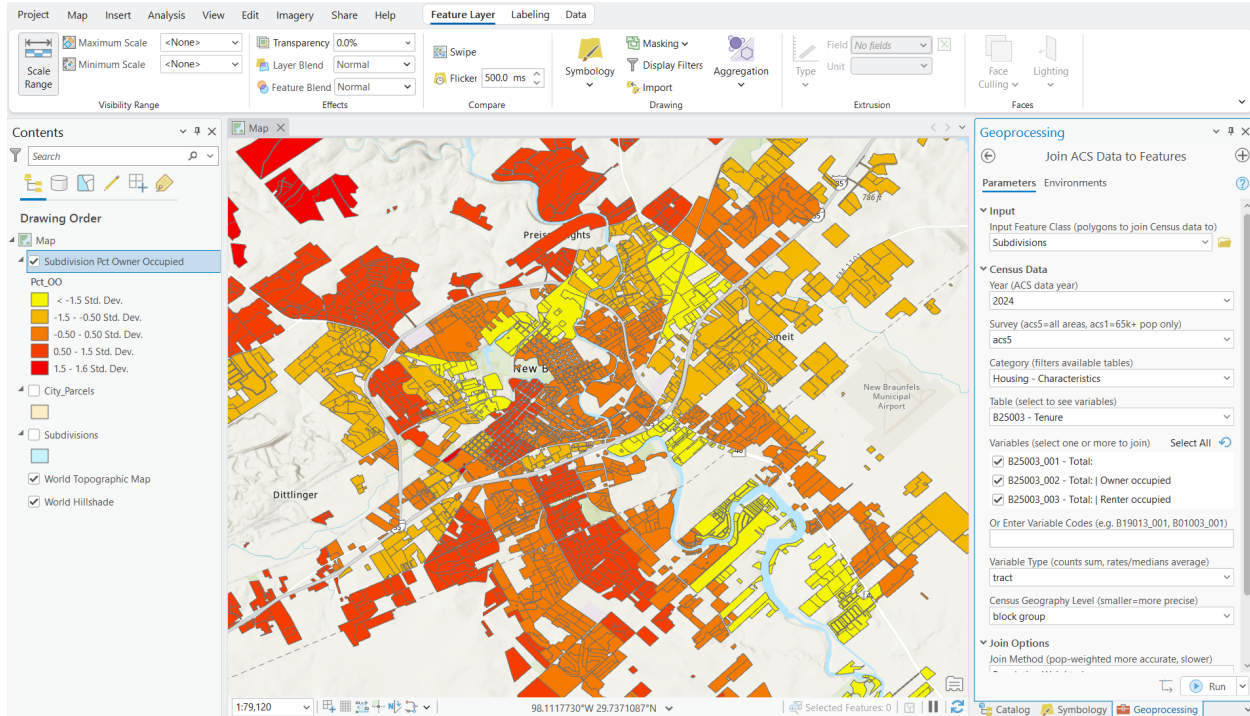 Project Map Insert Analysis View Edit Imagery Share Help Feature Layer Labeling Data
Scale Range
Maximum Scale <None>
Minimum Scale <None>
Visibility Range
Transparency 0.0%
Layer Blend Normal
Feature Blend Normal
Effects
Swipe
Flicker 500.0 ms
Compare
Symbology
Masking
Display Filters
Import
Aggregation
Drawing
Type
Field No fields
Unit
Extrusion
Face Culling
Lighting
Faces
Contents
Search
Drawing Order
Map
Subdivision Pct Owner Occupied
Pct_OO
< -1.5 Std. Dev.
-1.5 - -0.50 Std. Dev.
-0.50 - 0.50 Std. Dev.
0.50 - 1.5 Std. Dev.
1.5 - 1.6 Std. Dev.
City_Parcels
Subdivisions
World Topographic Map
World Hillshade
Map
35
786 ft
FM 1101
New Braunfels
Municipal
Airport
Dittlinger
1:79,120
98.1117730°W 29.7371087°N
Selected Features: 0
Geoprocessing
Join ACS Data to Features
Parameters Environments
Input
Input Feature Class (polygons to join Census data to)
Subdivisions
Census Data
Year (ACS data year)
2024
Survey (acs5=all areas, acs1=65k+ pop only)
acs5
Category (filters available tables)
Housing - Characteristics
Table (select to see variables)
B25003 - Tenure
Variables (select one or more to join) Select All
B25003_001 - Total:
B25003_002 - Total: | Owner occupied
B25003_003 - Total: | Renter occupied
Or Enter Variable Codes (e.g. B19013_001, B01003_001)
Variable Type (counts sum, rates/medians average)
tract
Census Geography Level (smaller=more precise)
block group
Join Options
Join Method (pop-weighted more accurate, slower)
Run
Catalog Symbology Geoprocessing